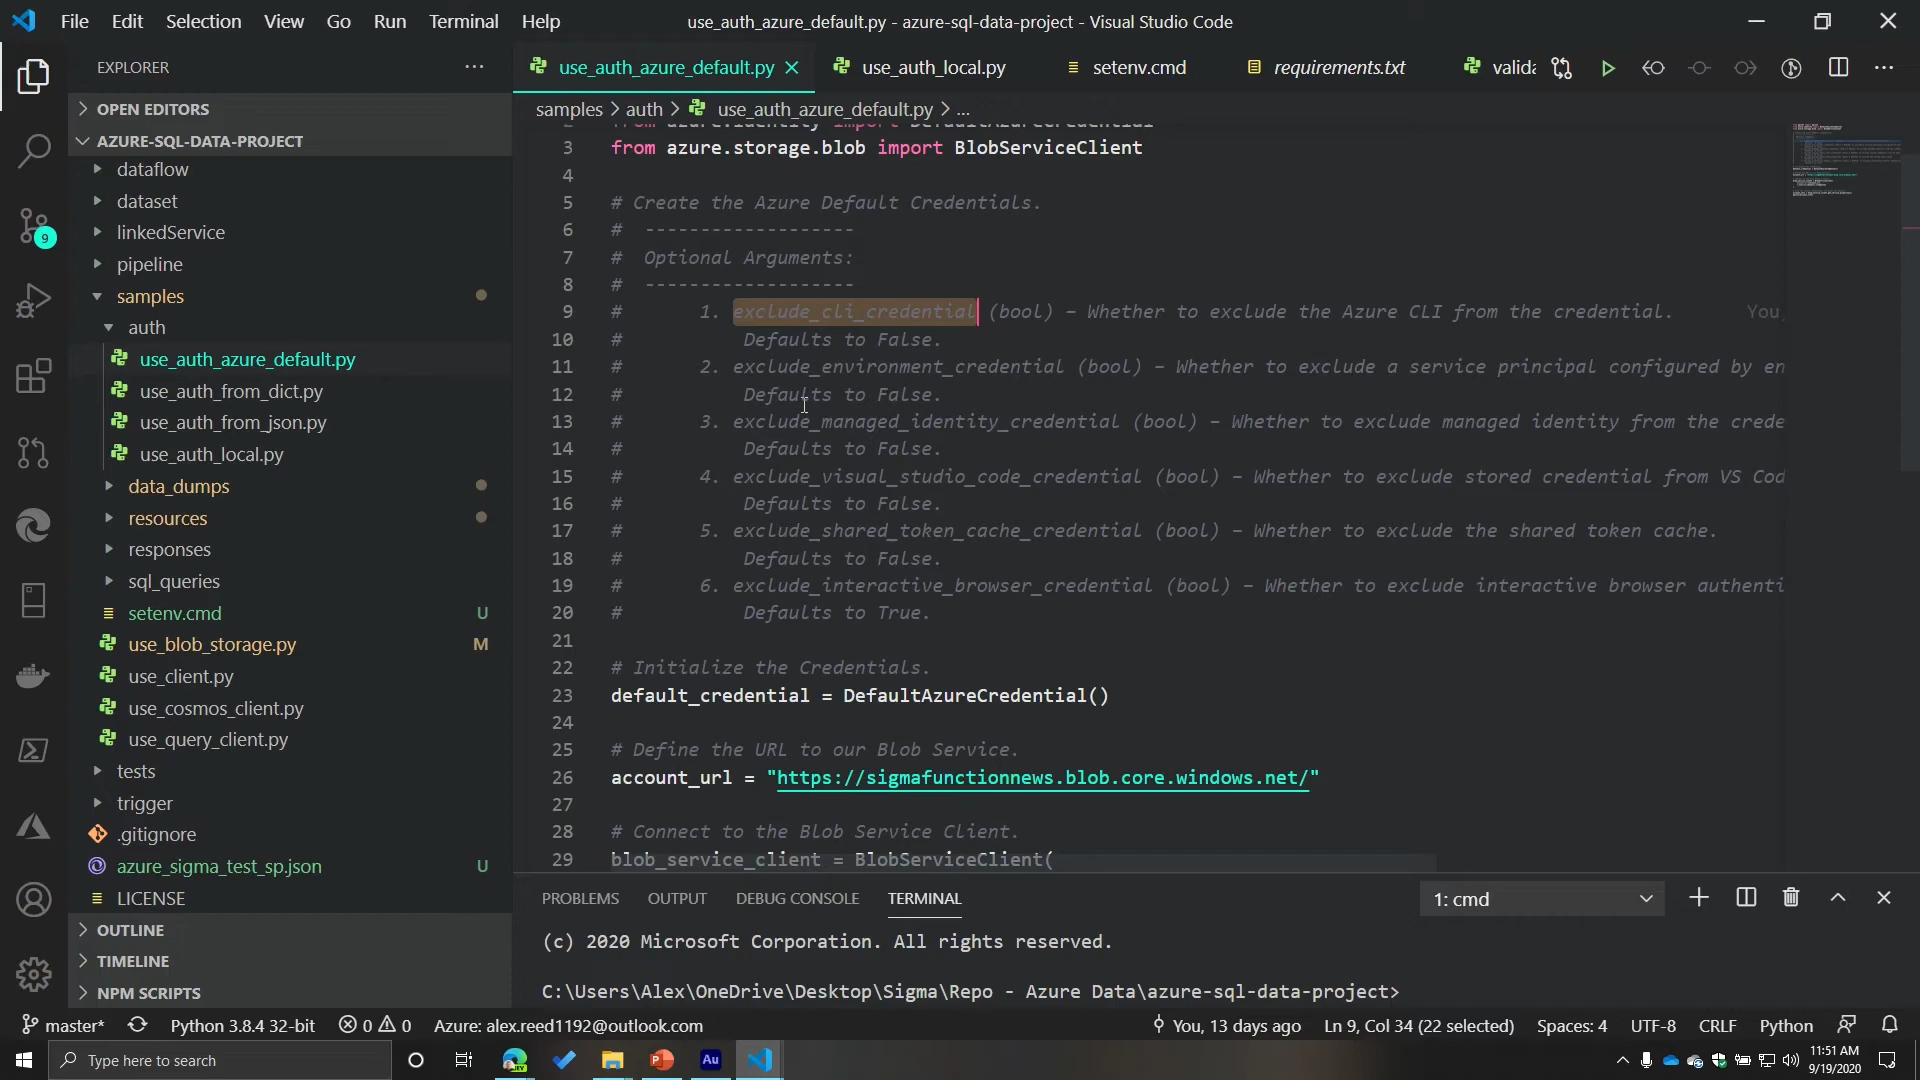 File Edit Selection View Go Run Terminal Help
use_auth_azure_default.py - azure-sql-data-project - Visual Studio Code
EXPLORER
use_auth_azure_default.py
use_auth_local.py
setenv.cmd
requirements.txt
valida
OPEN EDITORS
AZURE-SQL-DATA-PROJECT
dataflow
dataset
linkedService
pipeline
samples
auth
use_auth_azure_default.py
use_auth_from_dict.py
use_auth_from_json.py
use_auth_local.py
data_dumps
resources
responses
sql_queries
setenv.cmd U
use_blob_storage.py M
use_client.py
use_cosmos_client.py
use_query_client.py
tests
trigger
.gitignore
azure_sigma_test_sp.json U
LICENSE
OUTLINE
TIMELINE
NPM SCRIPTS
9
samples > auth > use_auth_azure_default.py > ...
2 from azure.identity import DefaultAzureCredential
3 from azure.storage.blob import BlobServiceClient
4
5 # Create the Azure Default Credentials.
6 # -------------------
7 # Optional Arguments:
8 # -------------------
9 # 1. exclude_cli_credential (bool) – Whether to exclude the Azure CLI from the credential. You,
10 # Defaults to False.
11 # 2. exclude_environment_credential (bool) – Whether to exclude a service principal configured by en
12 # Defaults to False.
13 # 3. exclude_managed_identity_credential (bool) – Whether to exclude managed identity from the crede
14 # Defaults to False.
15 # 4. exclude_visual_studio_code_credential (bool) – Whether to exclude stored credential from VS Cod
16 # Defaults to False.
17 # 5. exclude_shared_token_cache_credential (bool) – Whether to exclude the shared token cache.
18 # Defaults to False.
19 # 6. exclude_interactive_browser_credential (bool) – Whether to exclude interactive browser authenti
20 # Defaults to True.
21
22 # Initialize the Credentials.
23 default_credential = DefaultAzureCredential()
24
25 # Define the URL to our Blob Service.
26 account_url = "https://sigmafunctionnews.blob.core.windows.net/"
27
28 # Connect to the Blob Service Client.
29 blob_service_client = BlobServiceClient(
PROBLEMS OUTPUT DEBUG CONSOLE TERMINAL
1: cmd
(c) 2020 Microsoft Corporation. All rights reserved.
C:\Users\Alex\OneDrive\Desktop\Sigma\Repo - Azure Data\azure-sql-data-project>
master* Python 3.8.4 32-bit 0 0 Azure: alex.reed1192@outlook.com You, 13 days ago Ln 9, Col 34 (22 selected) Spaces: 4 UTF-8 CRLF Python
Type here to search
Au
11:51 AM
9/19/2020